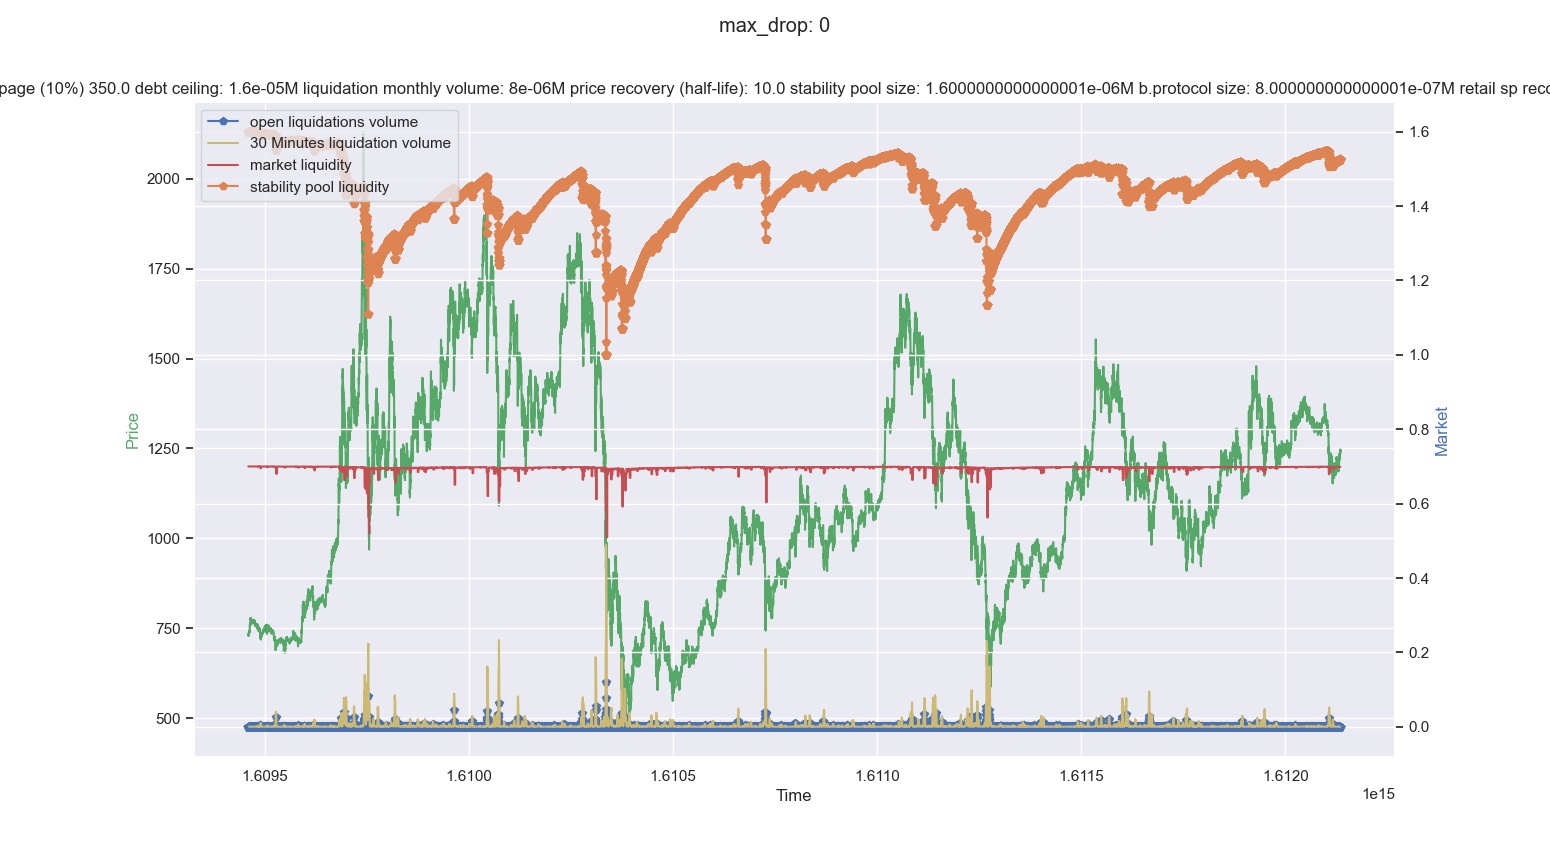 max_drop: 0
page (10%) 350.0 debt ceiling: 1.6e-05M liquidation monthly volume: 8e-06M price recovery (half-life): 10.0 stability pool size: 1.6000000000000001e-06M b.protocol size: 8.000000000000001e-07M retail sp reco
open liquidations volume
30 Minutes liquidation volume
market liquidity
stability pool liquidity
2000
1750
1500
1250
1000
750
500
Price
1.6
1.4
1.2
1.0
0.8
0.6
0.4
0.2
0.0
Market
1.6095 1.6100 1.6105 1.6110 1.6115 1.6120
Time
1e15